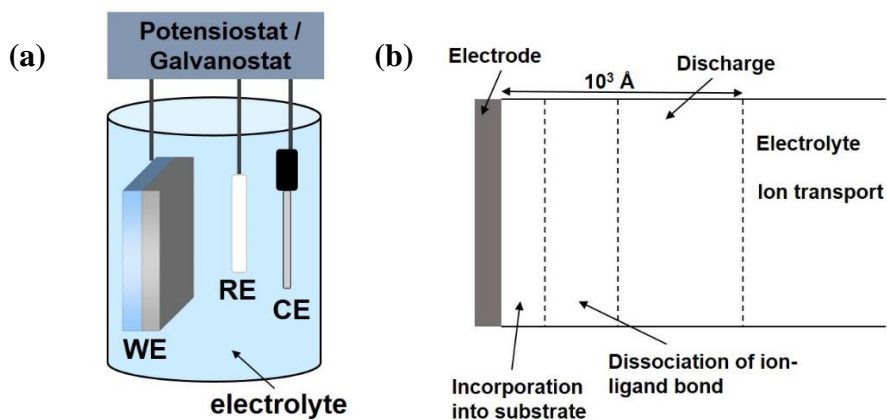 (a)
Potensiostat /
Galvanostat
WE
RE
CE
electrolyte
(b)
Electrode
10³ Å
Discharge
Electrolyte
Ion transport
Dissociation of ion-
ligand bond
Incorporation
into substrate